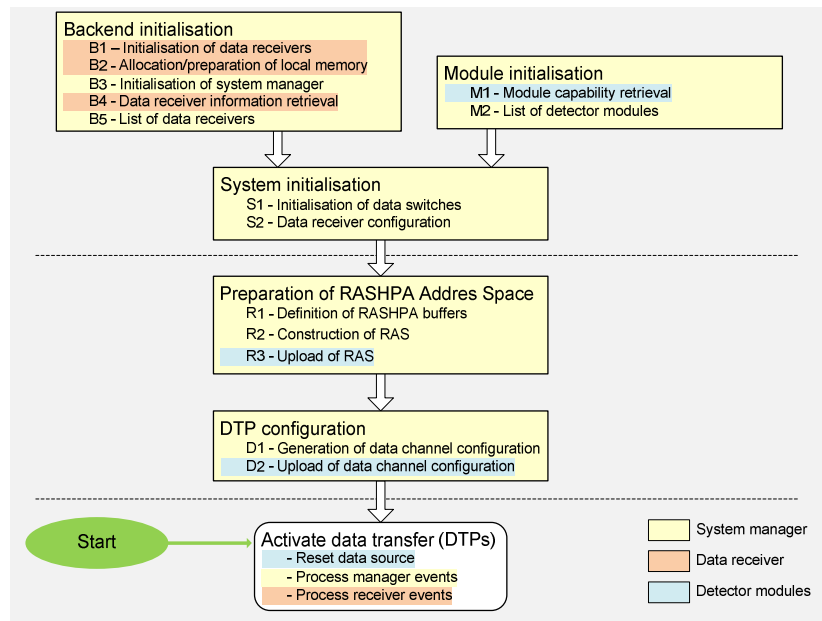 Backend initialisation
B1 – Initialisation of data receivers
B2 - Allocation/preparation of local memory
B3 - Initialisation of system manager
B4 - Data receiver information retrieval
B5 - List of data receivers
Module initialisation
M1 - Module capability retrieval
M2 - List of detector modules
System initialisation
S1 - Initialisation of data switches
S2 - Data receiver configuration
Preparation of RASHPA Addres Space
R1 - Definition of RASHPA buffers
R2 - Construction of RAS
R3 - Upload of RAS
DTP configuration
D1 - Generation of data channel configuration
D2 - Upload of data channel configuration
Start
Activate data transfer (DTPs)
- Reset data source
- Process manager events
- Process receiver events
System manager
Data receiver
Detector modules